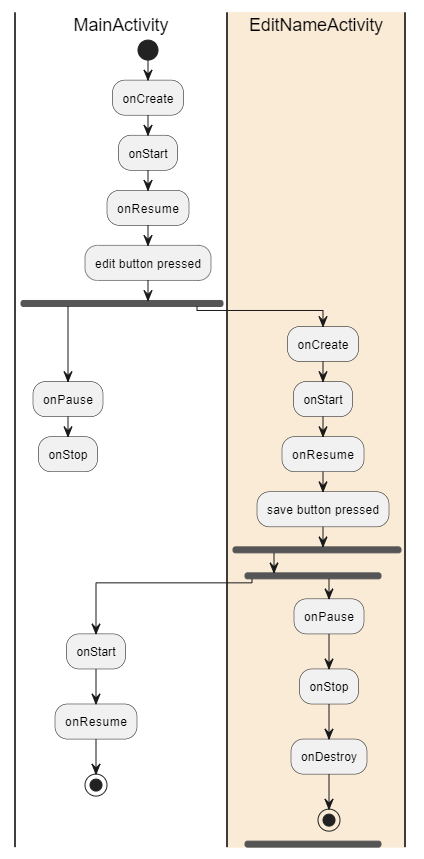 MainActivity
EditNameActivity
onCreate
onStart
onResume
edit button pressed
onCreate
onPause
onStart
onStop
onResume
save button pressed
onPause
onStart
onStop
onResume
onDestroy